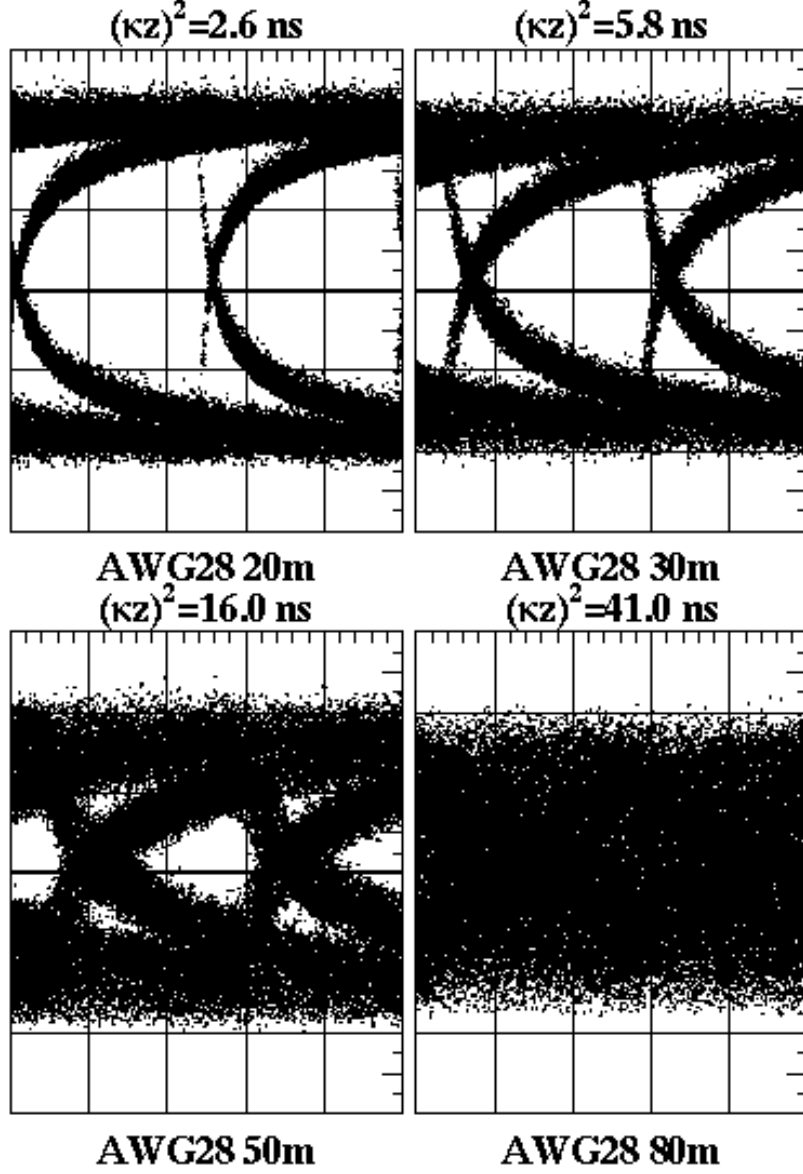 (κz)²=2.6 ns (κz)²=5.8 ns
AWG28 20m AWG28 30m
(κz)²=16.0 ns (κz)²=41.0 ns
AWG28 50m AWG28 80m